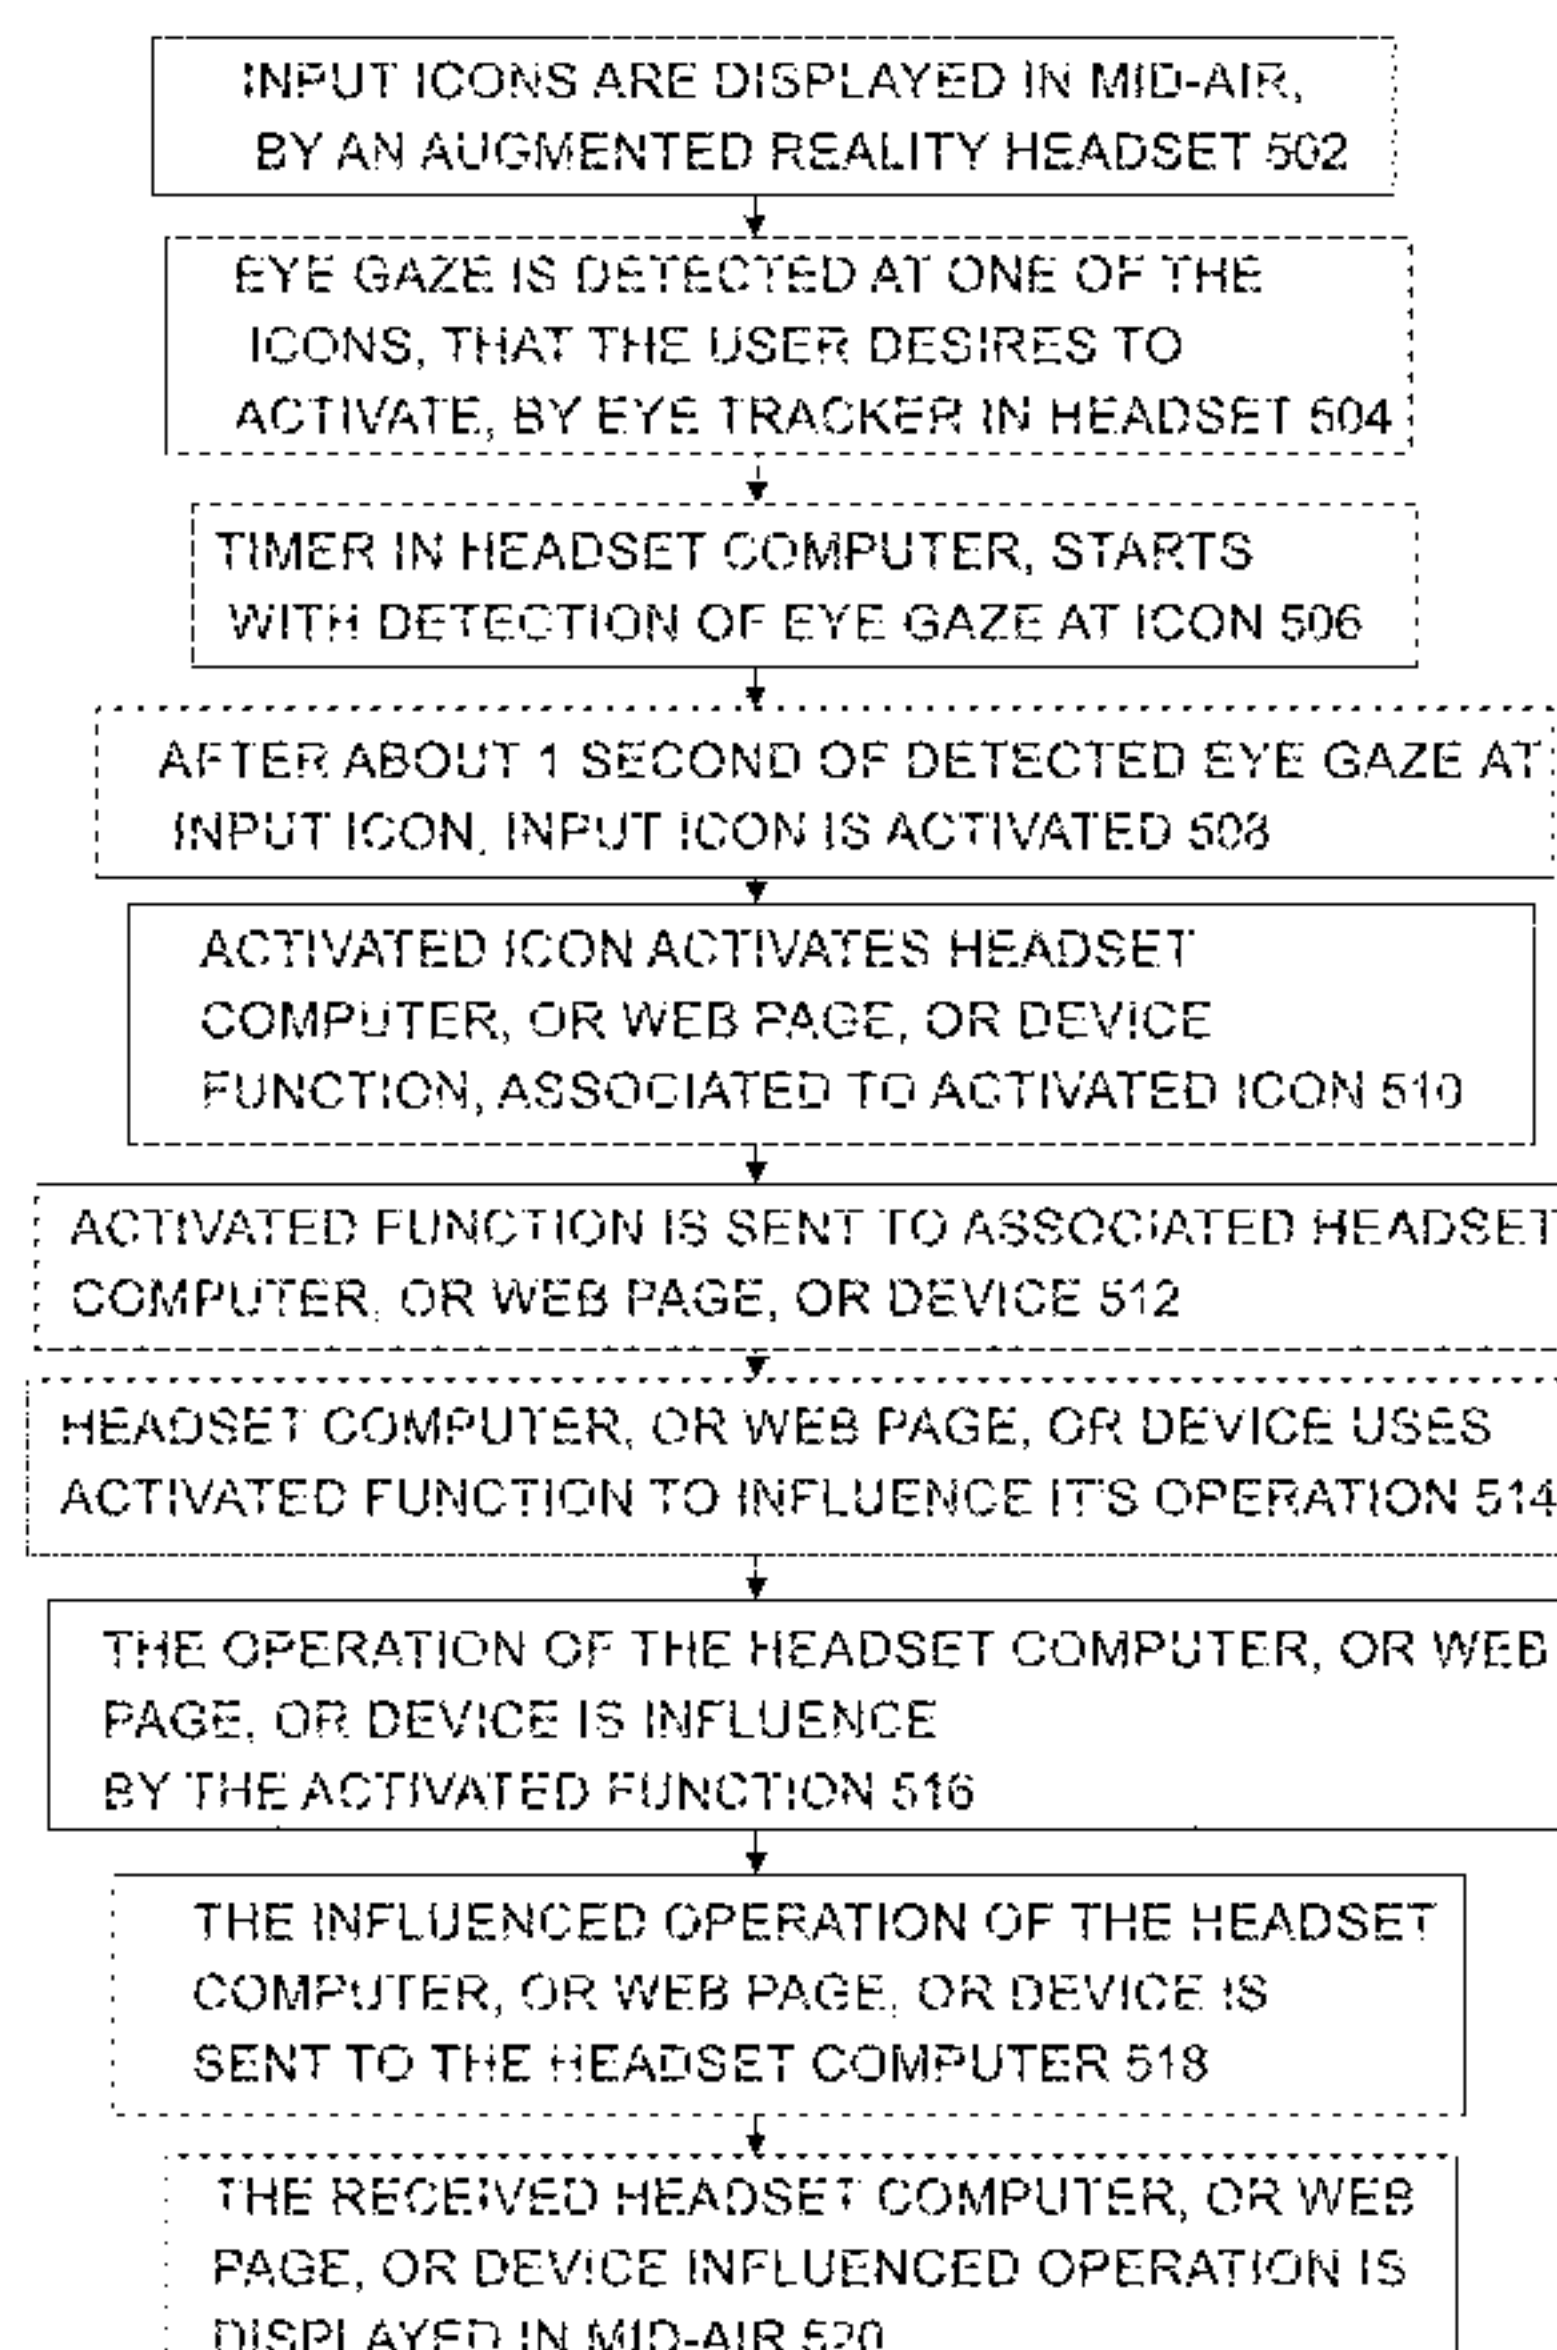 INPUT ICONS ARE DISPLAYED IN MID-AIR,
BY AN AUGMENTED REALITY HEADSET 502
EYE GAZE IS DETECTED AT ONE OF THE
ICONS, THAT THE USER DESIRES TO
ACTIVATE, BY EYE TRACKER IN HEADSET 504
TIMER IN HEADSET COMPUTER, STARTS
WITH DETECTION OF EYE GAZE AT ICON 506
AFTER ABOUT 1 SECOND OF DETECTED EYE GAZE AT
INPUT ICON, INPUT ICON IS ACTIVATED 508
ACTIVATED ICON ACTIVATES HEADSET
COMPUTER, OR WEB PAGE, OR DEVICE
FUNCTION, ASSOCIATED TO ACTIVATED ICON 510
ACTIVATED FUNCTION IS SENT TO ASSOCIATED HEADSET
COMPUTER, OR WEB PAGE, OR DEVICE 512
HEADSET COMPUTER, OR WEB PAGE, OR DEVICE USES
ACTIVATED FUNCTION TO INFLUENCE IT'S OPERATION 514
THE OPERATION OF THE HEADSET COMPUTER, OR WEB
PAGE, OR DEVICE IS INFLUENCE
BY THE ACTIVATED FUNCTION 516
THE INFLUENCED OPERATION OF THE HEADSET
COMPUTER, OR WEB PAGE, OR DEVICE IS
SENT TO THE HEADSET COMPUTER 518
THE RECEIVED HEADSET COMPUTER, OR WEB
PAGE, OR DEVICE INFLUENCED OPERATION IS
DISPLAYED IN MID-AIR 520